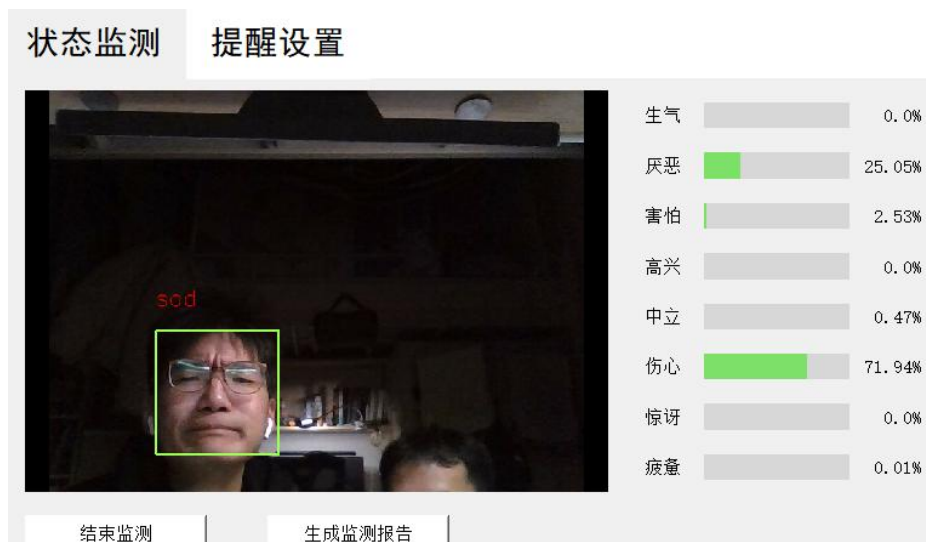 状态监测 提醒设置
生气 0.0%
厌恶 25.05%
害怕 2.53%
高兴 0.0%
中立 0.47%
sad
伤心 71.94%
惊讶 0.0%
疲惫 0.01%
结束监测 生成监测报告